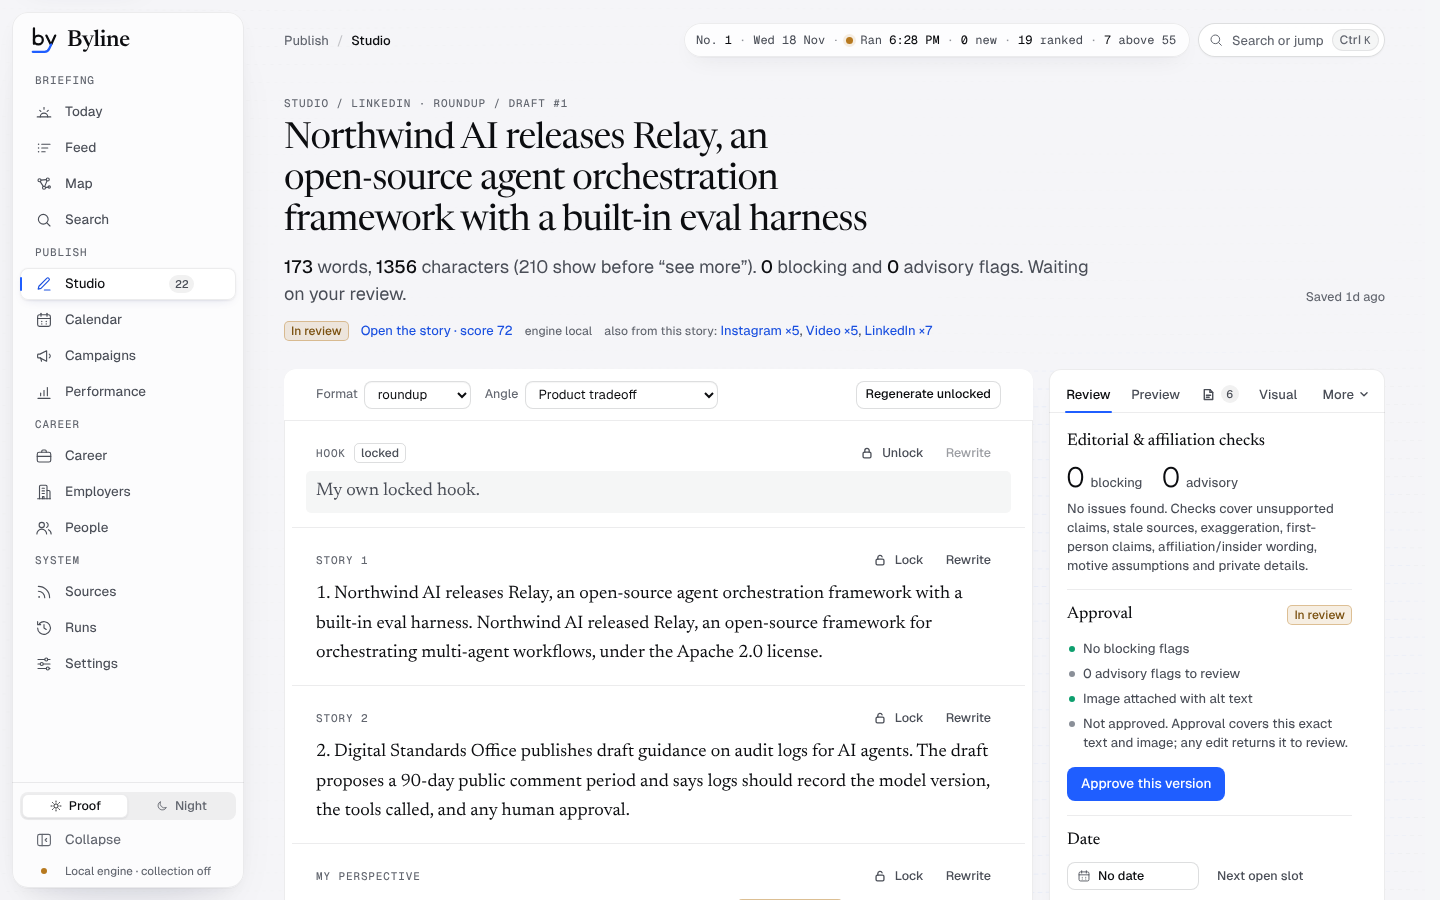 by Byline
BRIEFING
Today
Feed
Map
Search
PUBLISH
Studio 22
Calendar
Campaigns
Performance
CAREER
Career
Employers
People
SYSTEM
Sources
Runs
Settings
Proof Night
Collapse
Local engine · collection off
Publish / Studio
No. 1 · Wed 18 Nov · Ran 6:28 PM · 0 new · 19 ranked · 7 above 55
Search or jump Ctrl K
STUDIO / LINKEDIN · ROUNDUP / DRAFT #1
Northwind AI releases Relay, an
open-source agent orchestration
framework with a built-in eval harness
173 words, 1356 characters (210 show before “see more”). 0 blocking and 0 advisory flags. Waiting
on your review.
Saved 1d ago
In review Open the story · score 72 engine local also from this story: Instagram ×5, Video ×5, LinkedIn ×7
Format roundup Angle Product tradeoff Regenerate unlocked
HOOK locked Unlock Rewrite
My own locked hook.
STORY 1 Lock Rewrite
1. Northwind AI releases Relay, an open-source agent orchestration framework with a
built-in eval harness. Northwind AI released Relay, an open-source framework for
orchestrating multi-agent workflows, under the Apache 2.0 license.
STORY 2 Lock Rewrite
2. Digital Standards Office publishes draft guidance on audit logs for AI agents. The draft
proposes a 90-day public comment period and says logs should record the model version,
the tools called, and any human approval.
MY PERSPECTIVE Lock Rewrite
Review Preview 6 Visual More
Editorial & affiliation checks
0 blocking 0 advisory
No issues found. Checks cover unsupported
claims, stale sources, exaggeration, first-
person claims, affiliation/insider wording,
motive assumptions and private details.
Approval In review
No blocking flags
0 advisory flags to review
Image attached with alt text
Not approved. Approval covers this exact
text and image; any edit returns it to review.
Approve this version
Date
No date Next open slot